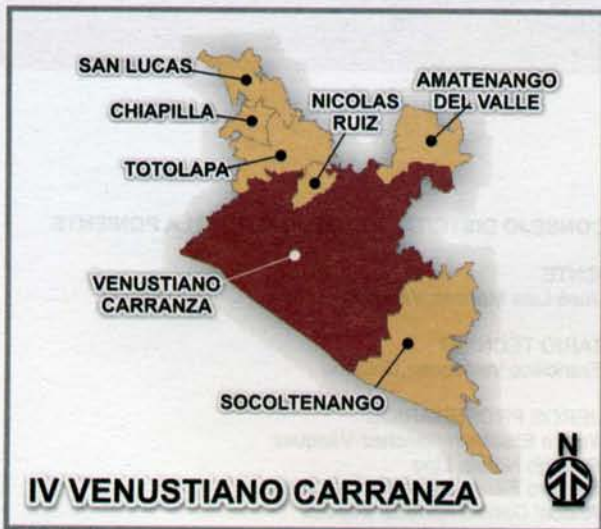 SAN LUCAS
CHIAPILLA
TOTOLAPA
NICOLAS
RUIZ
AMATENANGO
DEL VALLE
VENUSTIANO
CARRANZA
SOCOLTENANGO
N
IV VENUSTIANO CARRANZA